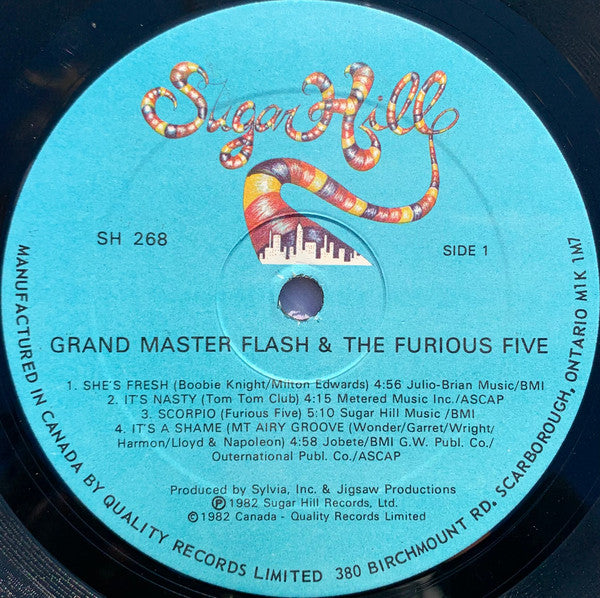 Sugar Hill
SH 268
SIDE 1
GRAND MASTER FLASH & THE FURIOUS FIVE
1. SHE'S FRESH (Boobie Knight/Milton Edwards) 4:56 Julio-Brian Music/BMI
2. IT'S NASTY (Tom Tom Club) 4:15 Metered Music Inc./ASCAP
3. SCORPIO (Furious Five) 5:10 Sugar Hill Music /BMI
4. IT'S A SHAME (MT AIRY GROOVE) (Wonder/Garret/Wright/
Harmon/Lloyd & Napoleon) 4:58 Jobete/BMI G.W. Publ. Co./
Outernational Publ. Co./ASCAP
Produced by Sylvia, Inc. & Jigsaw Productions
℗1982 Sugar Hill Records, Ltd.
©1982 Canada - Quality Records Limited
MANUFACTURED IN CANADA BY QUALITY RECORDS LIMITED 380 BIRCHMOUNT RD. SCARBOROUGH, ONTARIO M1K 1M7